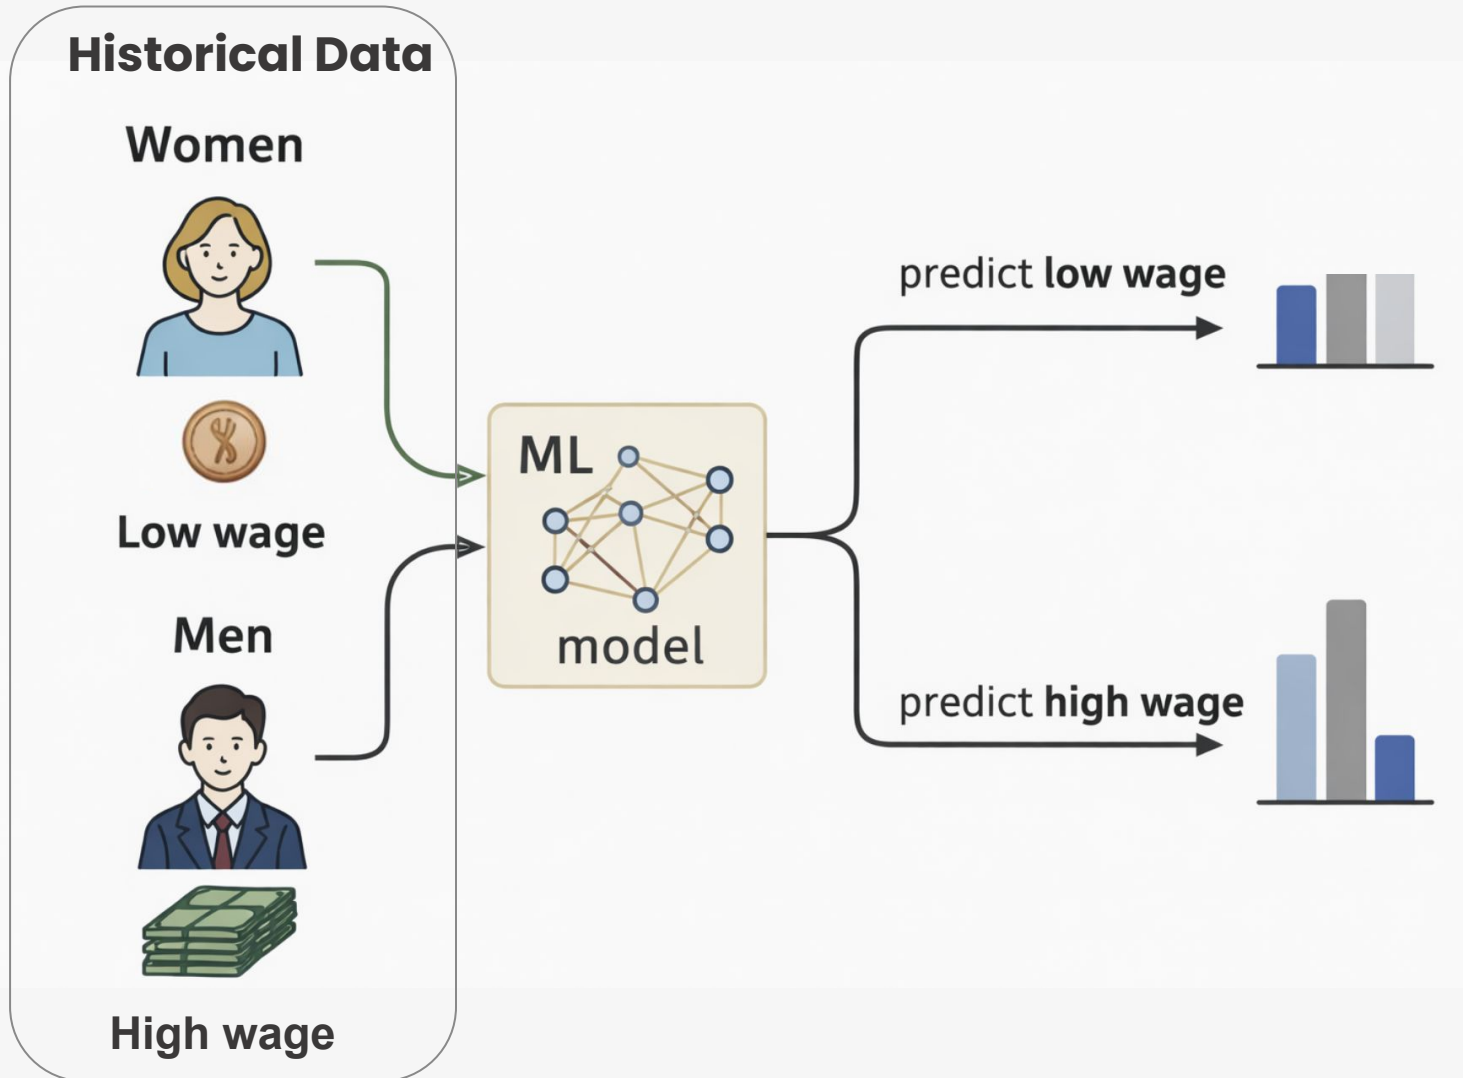 Historical Data
Women
Low wage
Men
High wage
ML
model
predict low wage
predict high wage